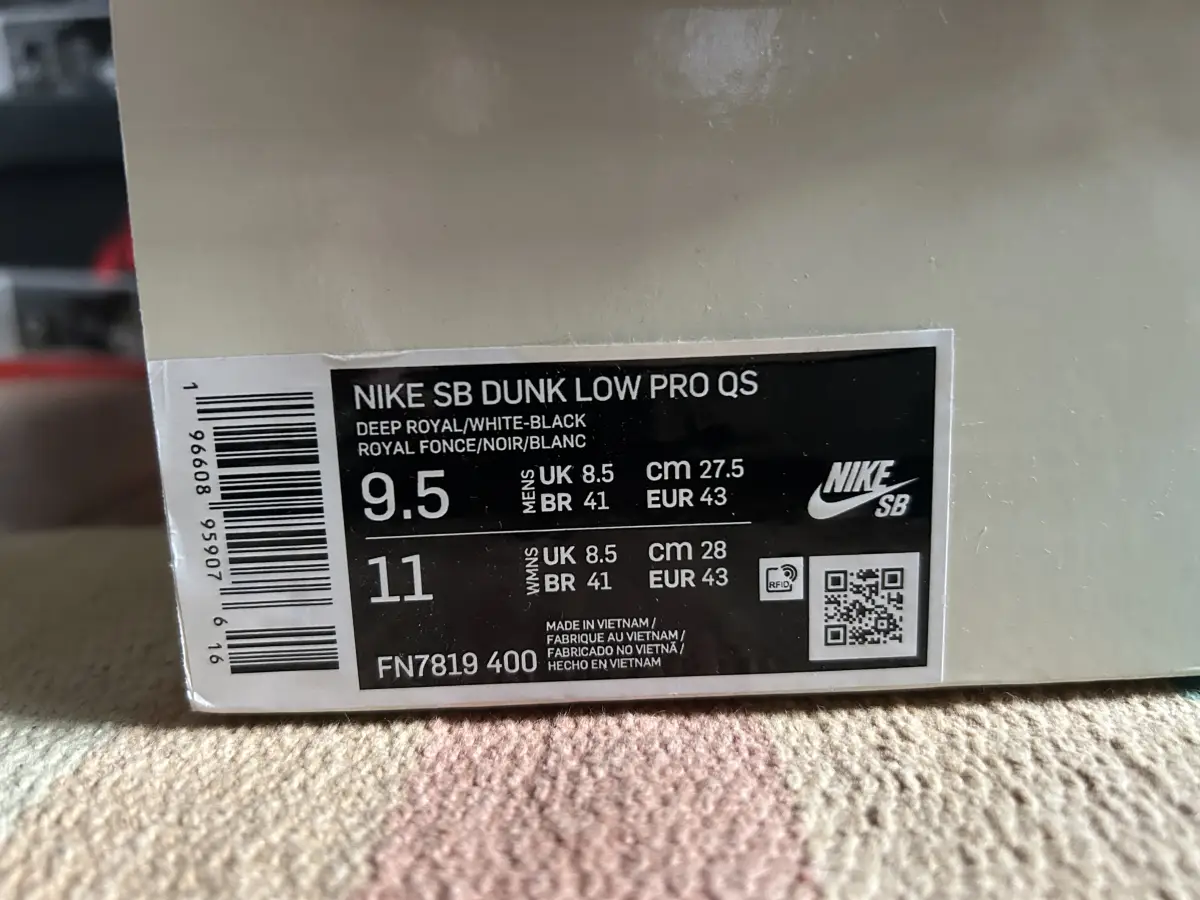 NIKE SB DUNK LOW PRO QS
DEEP ROYAL/WHITE-BLACK
ROYAL FONCE/NOIR/BLANC
9.5
MENS
UK 8.5
cm 27.5
BR 41
EUR 43
NIKE
SB
11
WMNS
UK 8.5
cm 28
BR 41
EUR 43
RFID
FN7819 400
MADE IN VIETNAM /
FABRIQUE AU VIETNAM /
FABRICADO NO VIETNÃ /
HECHO EN VIETNAM
1 96608 95907 6 16